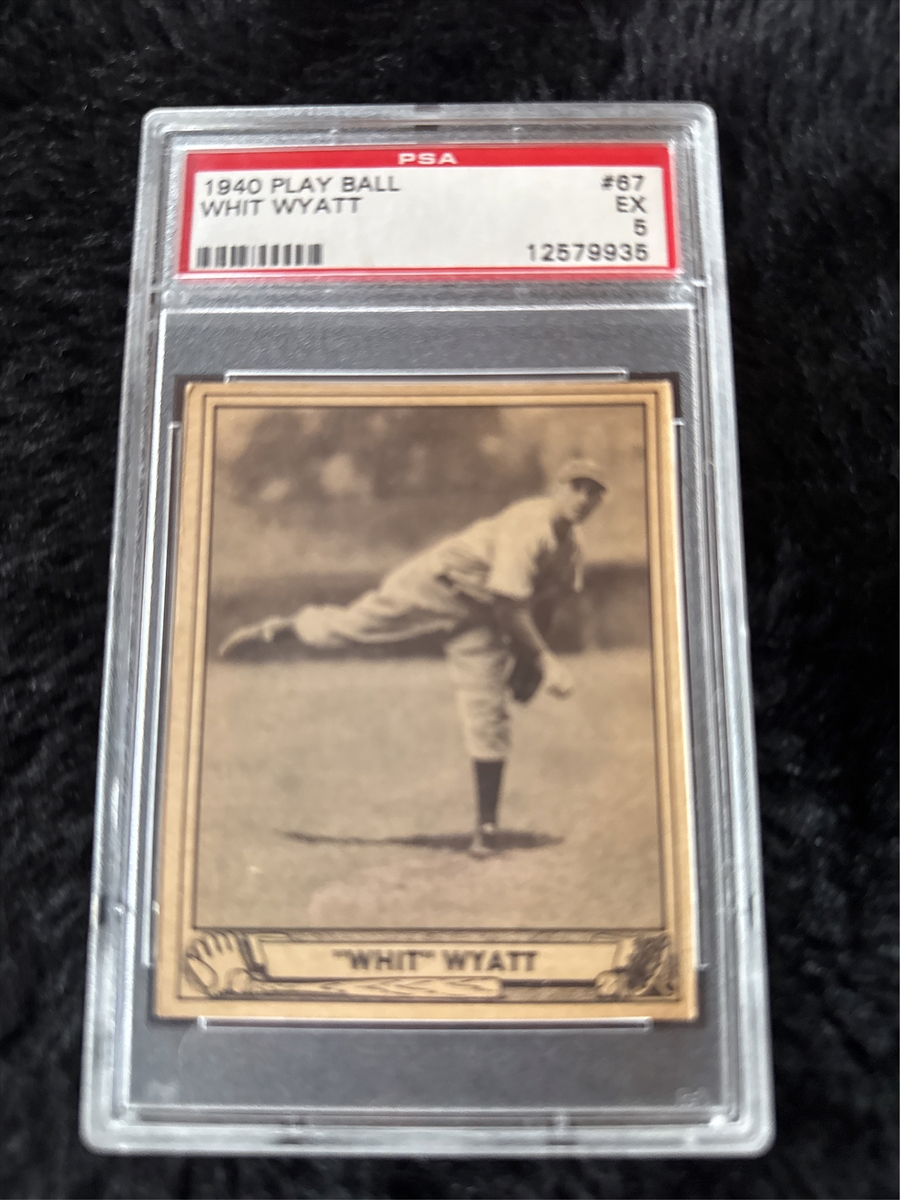 PSA
1940 PLAY BALL #67
WHIT WYATT EX
5
12579935
"WHIT" WYATT